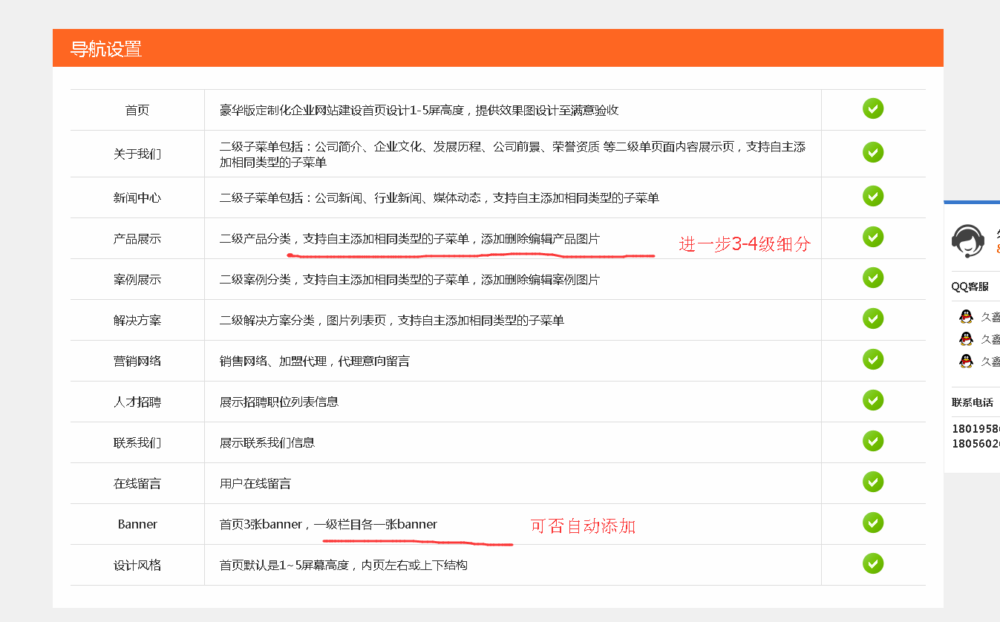 导航设置
首页
豪华版定制化企业网站建设首页设计1-5屏高度，提供效果图设计至满意验收
关于我们
二级子菜单包括：公司简介、企业文化、发展历程、公司前景、荣誉资质 等二级单页面内容展示页，支持自主添
加相同类型的子菜单
新闻中心
二级子菜单包括：公司新闻、行业新闻、媒体动态，支持自主添加相同类型的子菜单
产品展示
二级产品分类，支持自主添加相同类型的子菜单，添加删除编辑产品图片
进一步3-4级细分
案例展示
二级案例分类，支持自主添加相同类型的子菜单，添加删除编辑案例图片
解决方案
二级解决方案分类，图片列表页，支持自主添加相同类型的子菜单
营销网络
销售网络、加盟代理，代理意向留言
人才招聘
展示招聘职位列表信息
联系我们
展示联系我们信息
在线留言
用户在线留言
Banner
首页3张banner，一级栏目各一张banner
可否自动添加
设计风格
首页默认是1~5屏幕高度，内页左右或上下结构
QQ客服
久鑫
久鑫
久鑫
联系电话
1801958
1805602